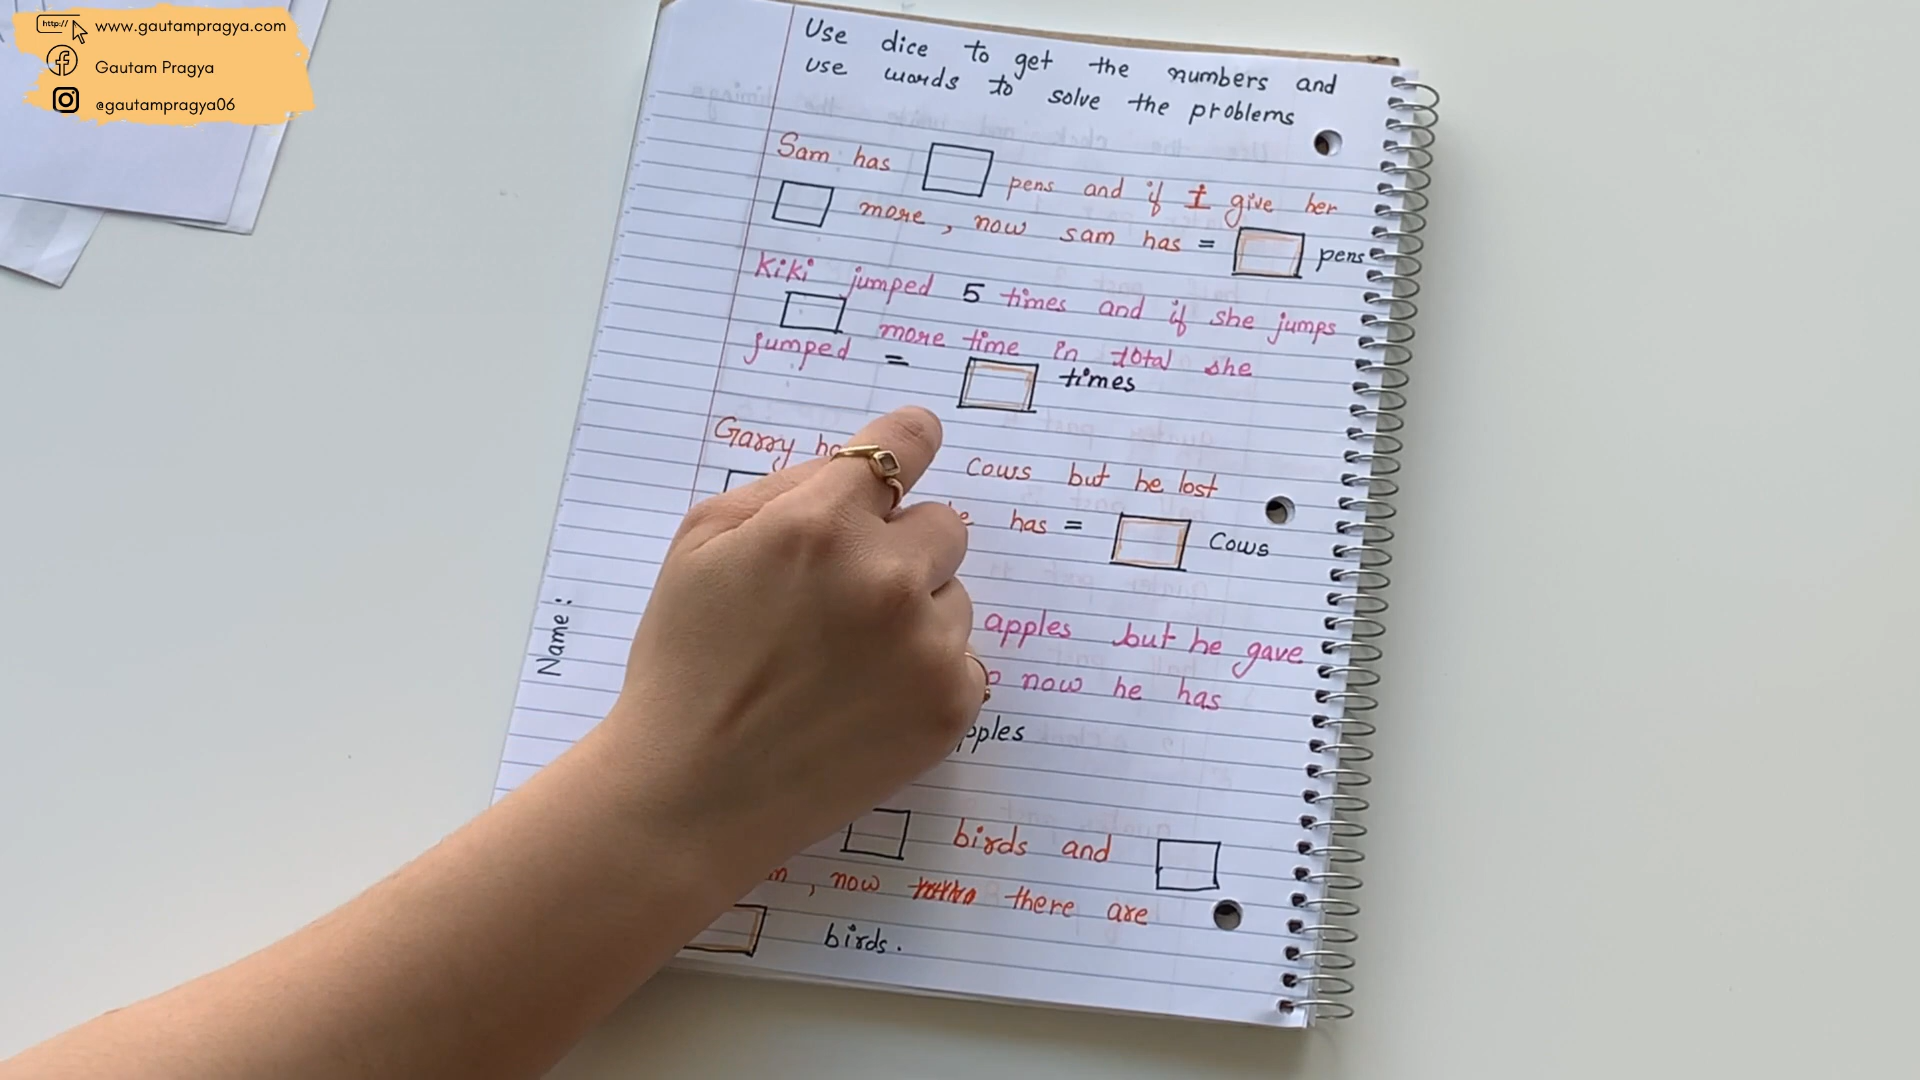 http://
www.gautampragya.com
Gautam Pragya
@gautampragya06
Use dice to get the numbers and
use words to solve the problems
Sam has pens and if I give her
more, now sam has = pens
Kiki jumped 5 times and if she jumps
more time in total she
jumped = times
Garry cows but he lost
has = Cows
apples but he gave
now he has
birds and
, now there are
birds.
Name: